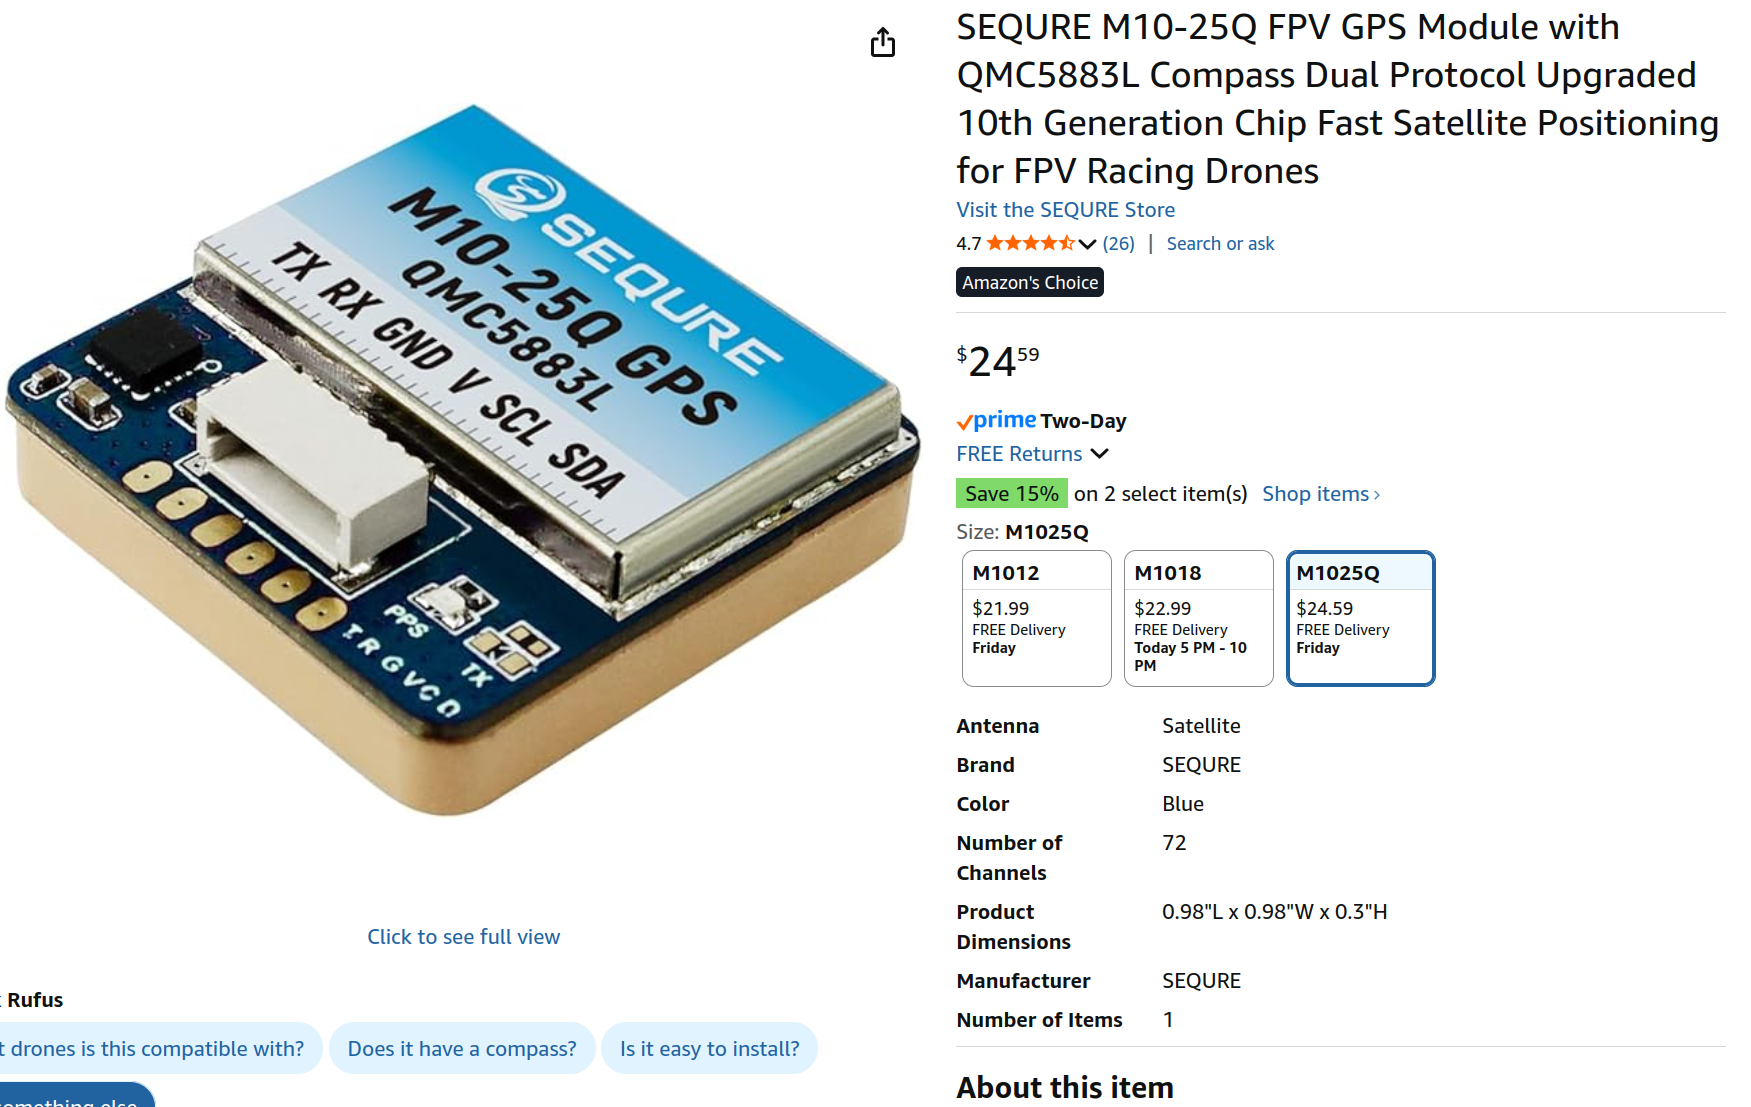 SEQURE
M10-25Q GPS
QMC5883L
TX RX GND V SCL SDA
PPS
TX
T R G V C D
Click to see full view
Rufus
t drones is this compatible with?
Does it have a compass?
Is it easy to install?
omething else
SEQURE M10-25Q FPV GPS Module with
QMC5883L Compass Dual Protocol Upgraded
10th Generation Chip Fast Satellite Positioning
for FPV Racing Drones
Visit the SEQURE Store
4.7 (26) | Search or ask
Amazon's Choice
$2459
prime Two-Day
FREE Returns
Save 15% on 2 select item(s) Shop items ›
Size: M1025Q
M1012
$21.99
FREE Delivery
Friday
M1018
$22.99
FREE Delivery
Today 5 PM - 10
PM
M1025Q
$24.59
FREE Delivery
Friday
Antenna Satellite
Brand SEQURE
Color Blue
Number of 72
Channels
Product 0.98"L x 0.98"W x 0.3"H
Dimensions
Manufacturer SEQURE
Number of Items 1
About this item